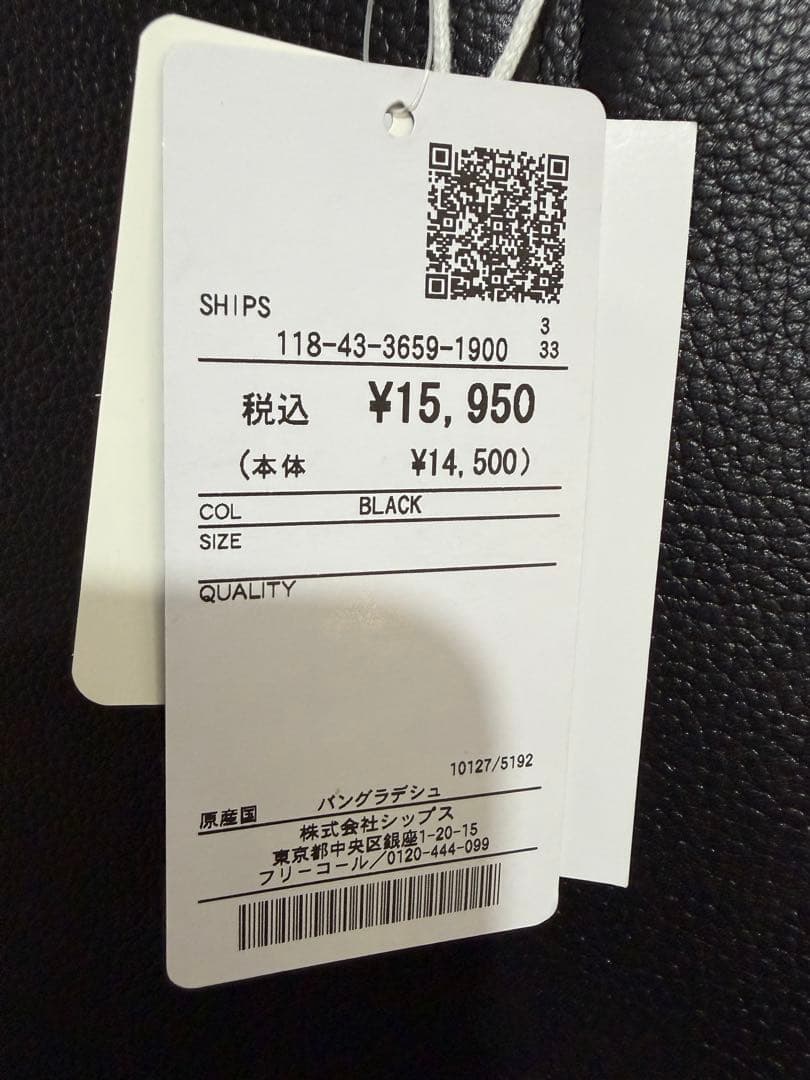 SHIPS
118-43-3659-1900
3
33
税込 ¥15,950
(本体 ¥14,500)
COL BLACK
SIZE
QUALITY
10127/5192
原産国 バングラデシュ
株式会社シップス
東京都中央区銀座1-20-15
フリーコール/0120-444-099